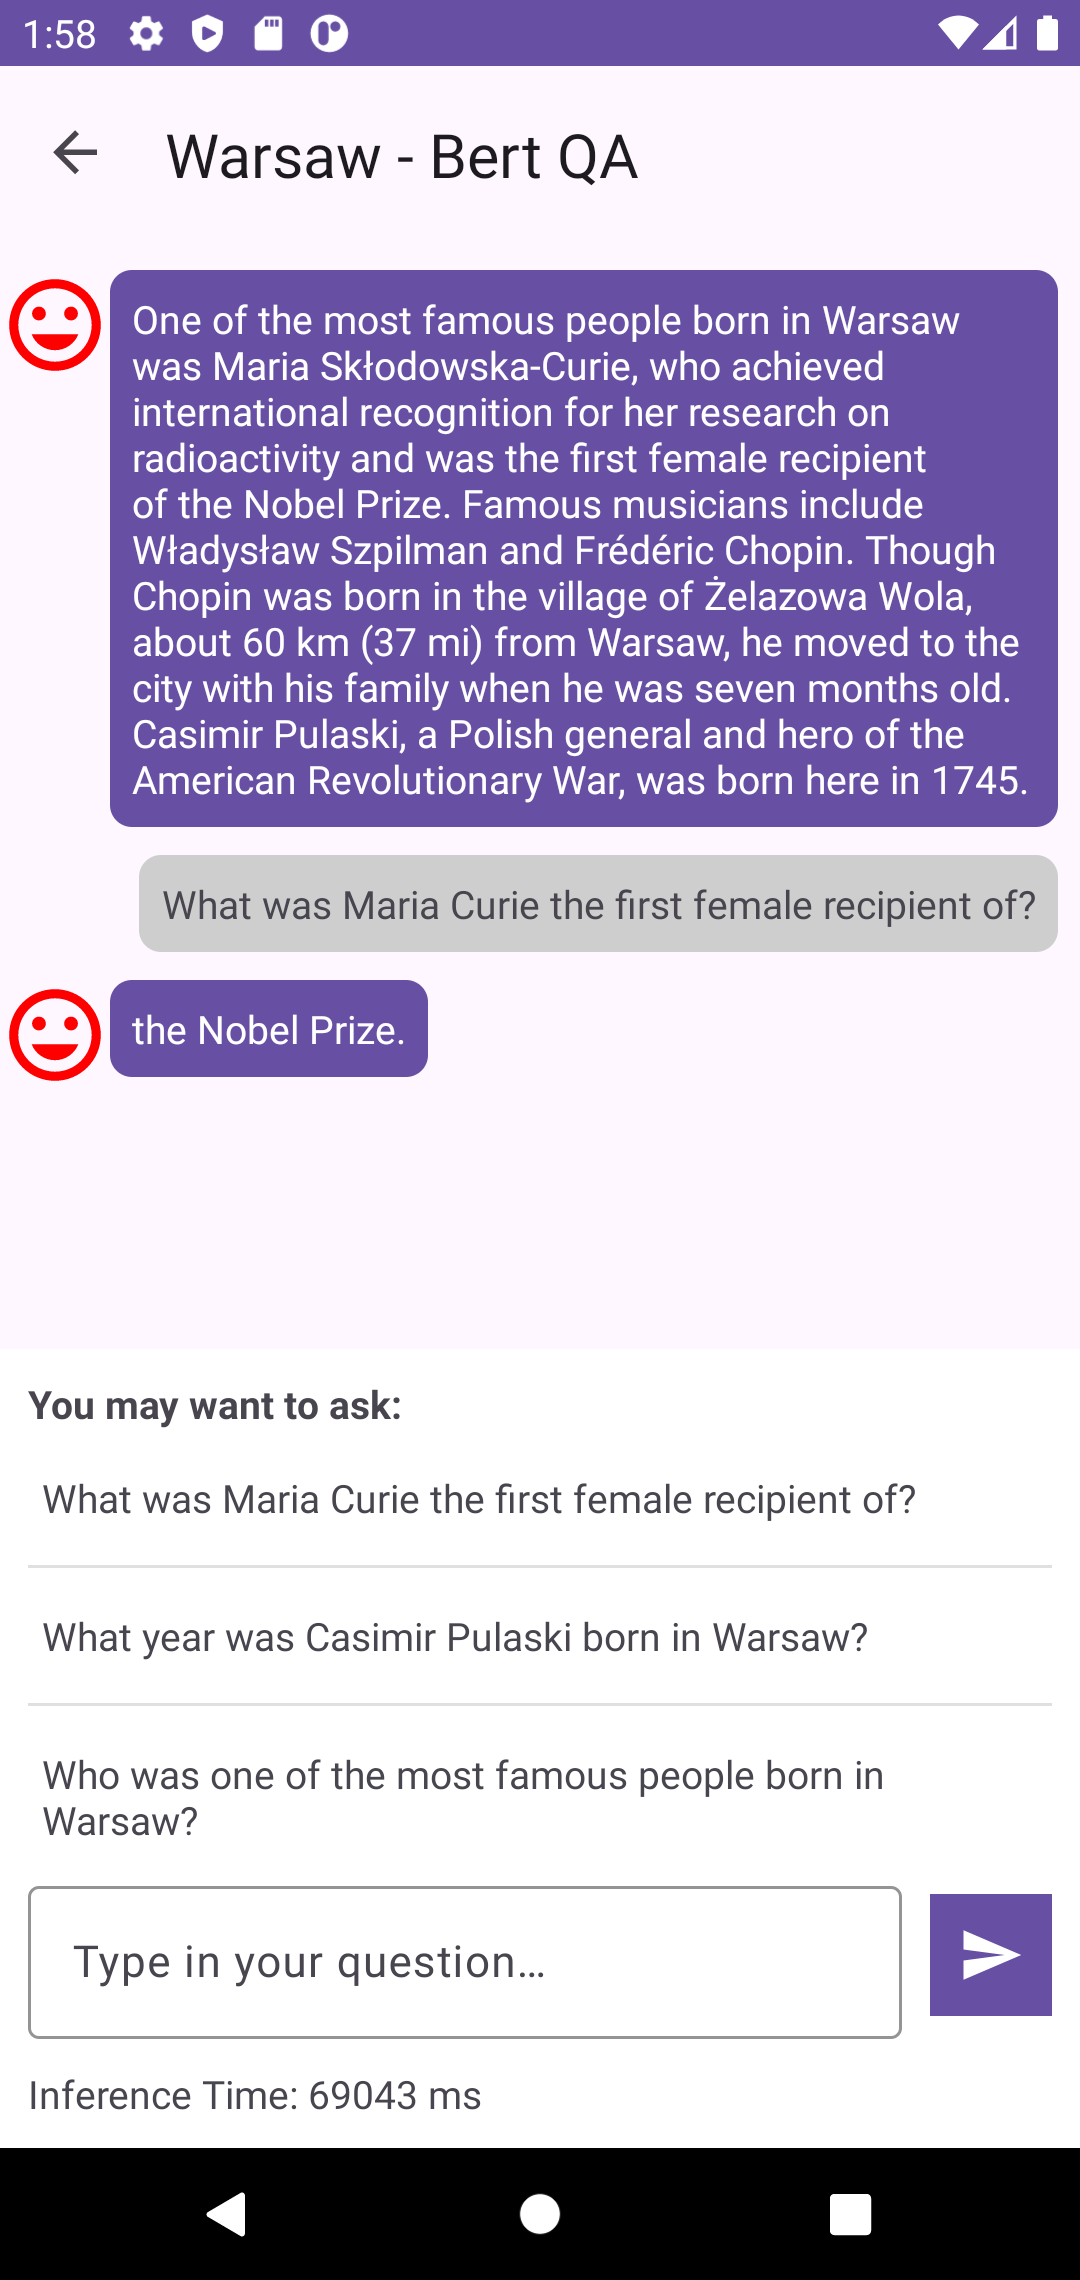 1:58
Warsaw - Bert QA
One of the most famous people born in Warsaw
was Maria Skłodowska-Curie, who achieved
international recognition for her research on
radioactivity and was the first female recipient
of the Nobel Prize. Famous musicians include
Władysław Szpilman and Frédéric Chopin. Though
Chopin was born in the village of Żelazowa Wola,
about 60 km (37 mi) from Warsaw, he moved to the
city with his family when he was seven months old.
Casimir Pulaski, a Polish general and hero of the
American Revolutionary War, was born here in 1745.
What was Maria Curie the first female recipient of?
the Nobel Prize.
You may want to ask:
What was Maria Curie the first female recipient of?
What year was Casimir Pulaski born in Warsaw?
Who was one of the most famous people born in
Warsaw?
Type in your question…
Inference Time: 69043 ms